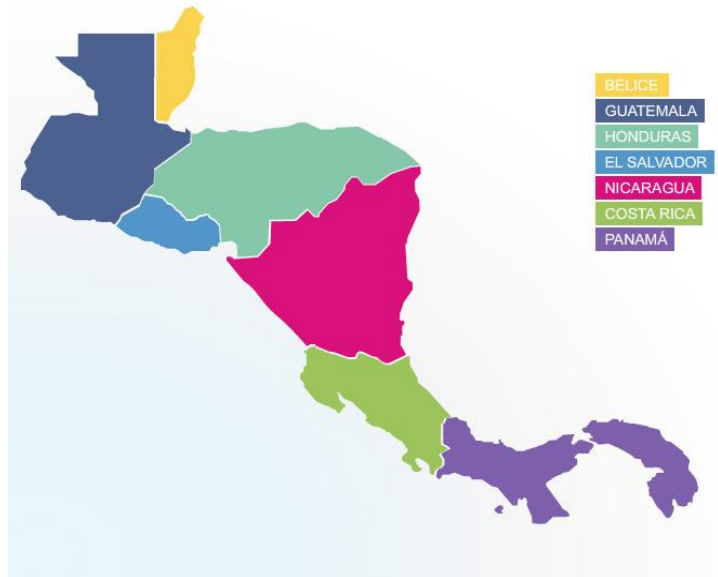 BELICE
GUATEMALA
HONDURAS
EL SALVADOR
NICARAGUA
COSTA RICA
PANAMÁ